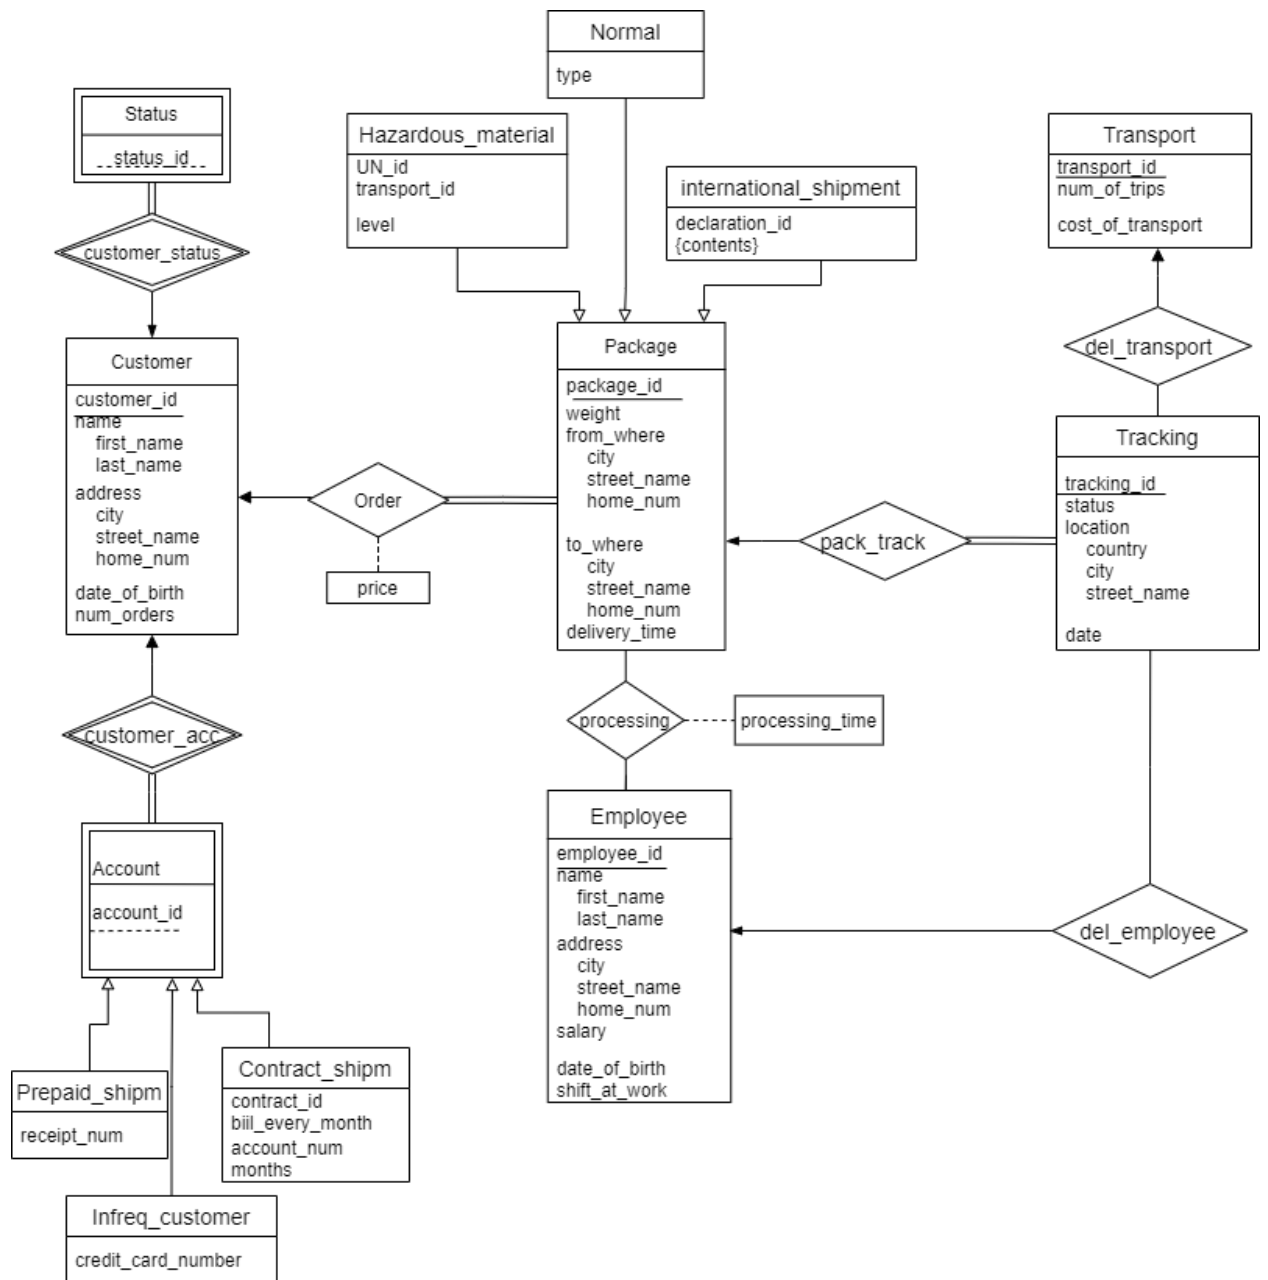 Normal
type
Status
status_id
Hazardous_material
UN_id
transport_id
level
international_shipment
declaration_id
{contents}
Transport
transport_id
num_of_trips
cost_of_transport
customer_status
del_transport
Customer
customer_id
name
first_name
last_name
address
city
street_name
home_num
date_of_birth
num_orders
Order
price
Package
package_id
weight
from_where
city
street_name
home_num
to_where
city
street_name
home_num
delivery_time
pack_track
Tracking
tracking_id
status
location
country
city
street_name
date
customer_acc
processing
processing_time
Account
account_id
Employee
employee_id
name
first_name
last_name
address
city
street_name
home_num
salary
date_of_birth
shift_at_work
del_employee
Prepaid_shipm
receipt_num
Contract_shipm
contract_id
biil_every_month
account_num
months
Infreq_customer
credit_card_number